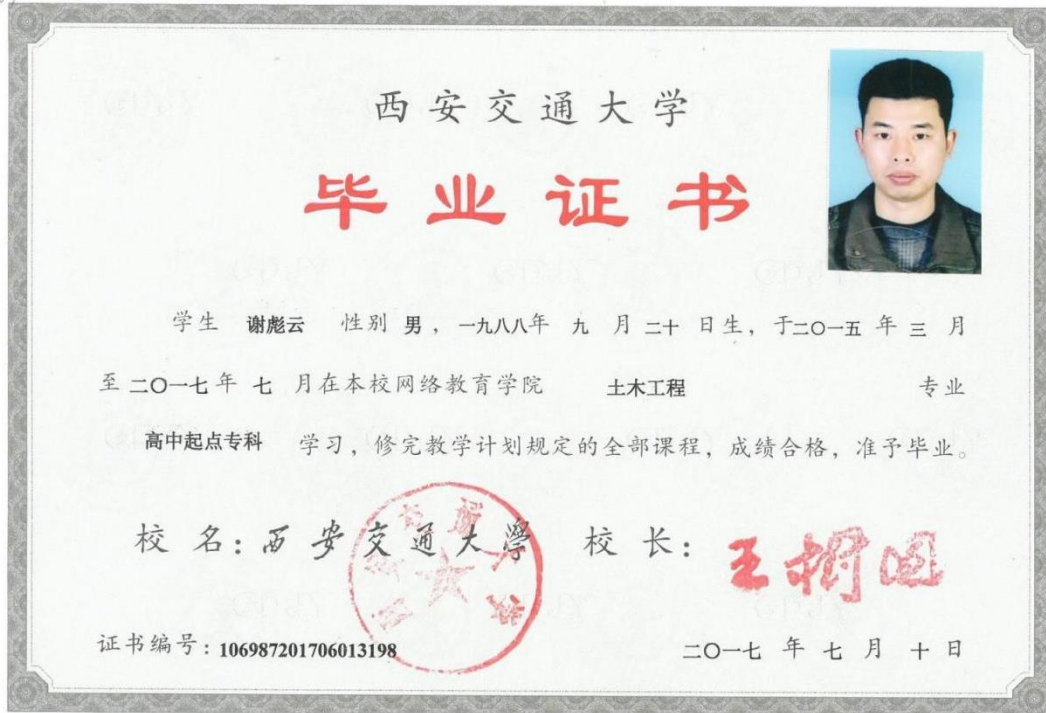 西安交通大学
毕业证书
学生 谢彪云 性别 男，一九八八年 九 月 二十 日生，于二〇一五 年 三 月
至 二〇一七 年 七 月在本校网络教育学院 土木工程 专业
高中起点专科 学习，修完教学计划规定的全部课程，成绩合格，准予毕业。
校 名：西安交通大學 校 长：王树国
证书编号：106987201706013198 二〇一七 年 七 月 十 日